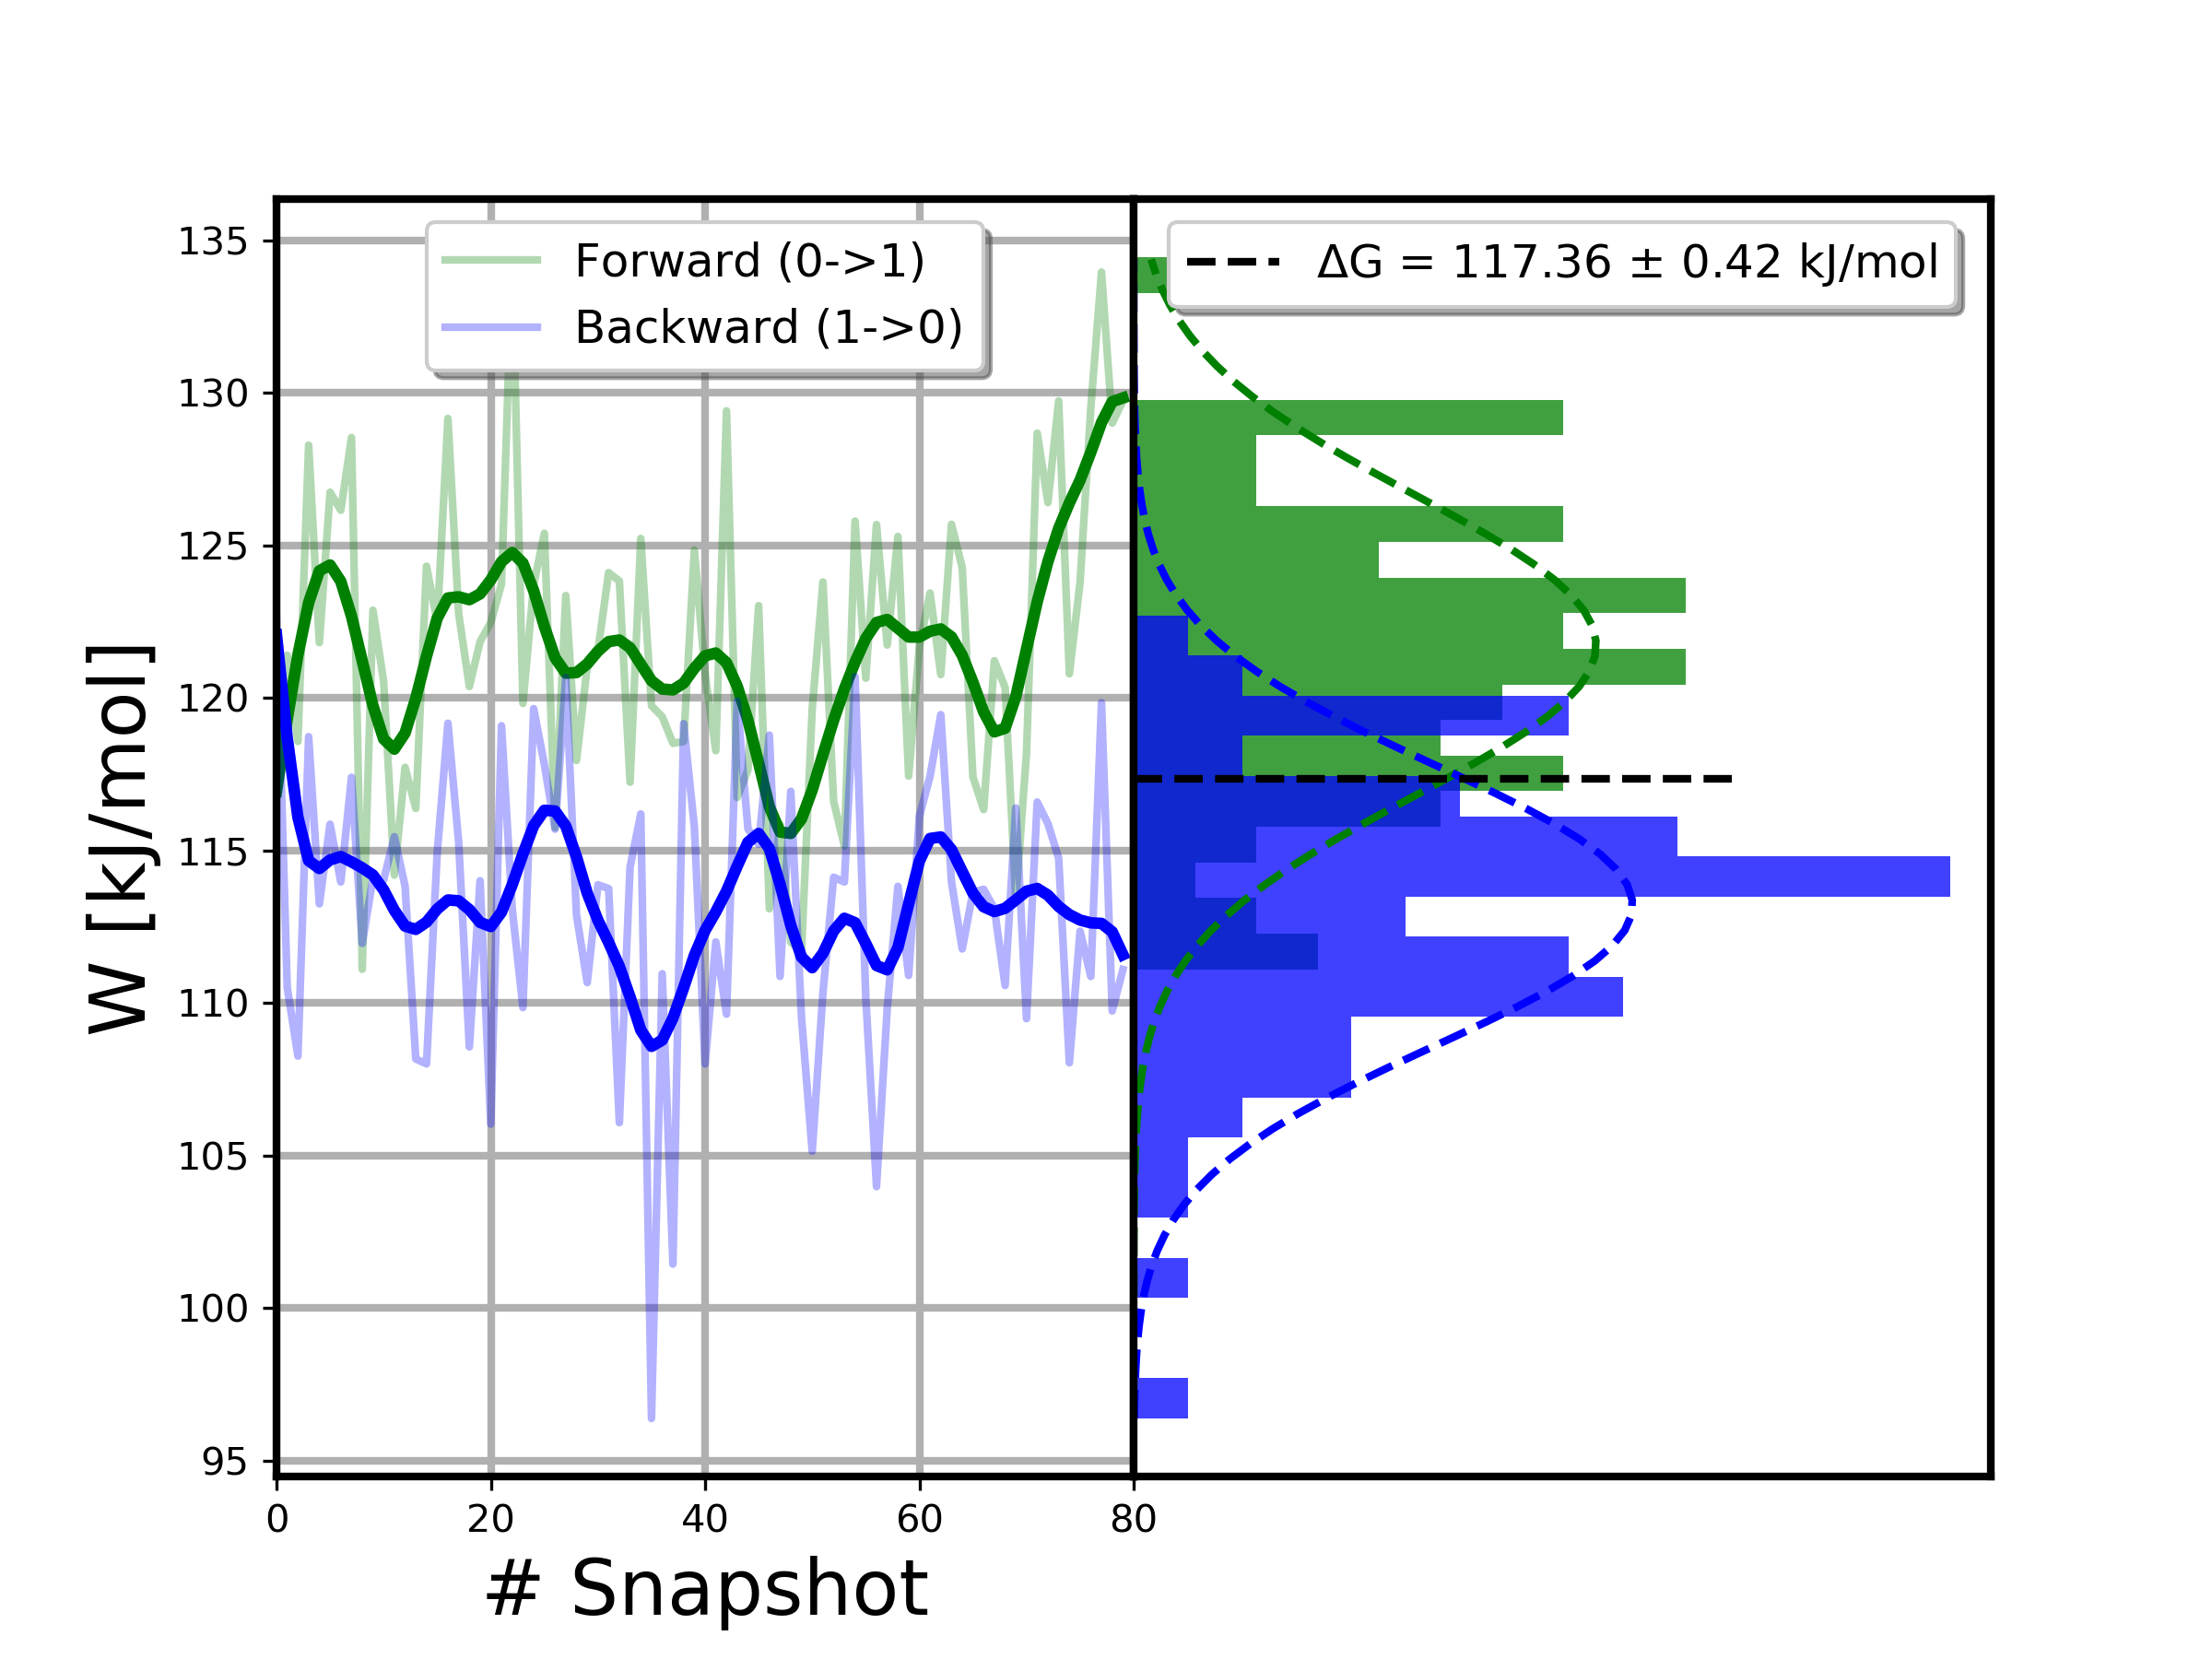 Forward (0->1)
Backward (1->0)
ΔG = 117.36 ± 0.42 kJ/mol
W [kJ/mol]
135
130
125
120
115
110
105
100
95
0 20 40 60 80
# Snapshot